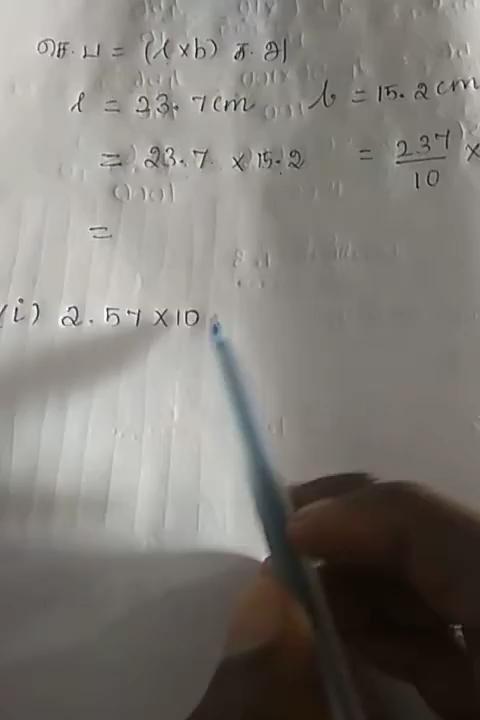 செ.ப = (l × b) ச.அ
l = 23.7cm b = 15.2cm
= 23.7 × 15.2 = 237/10 ×
=
(i) 2.57 × 10